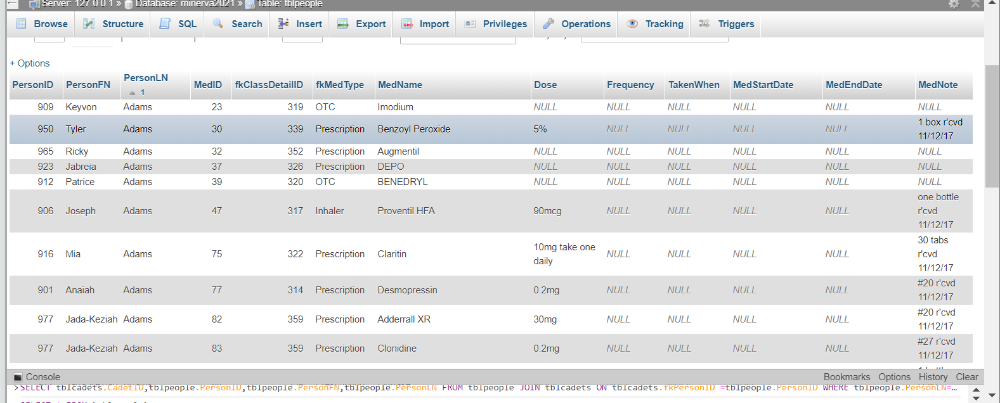 Server: 127.0.0.1 » Database: minerva2021 » Table: tblpeople
Browse Structure SQL Search Insert Export Import Privileges Operations Tracking Triggers
+ Options
PersonID PersonFN PersonLN 1 MedID fkClassDetailID fkMedType MedName Dose Frequency TakenWhen MedStartDate MedEndDate MedNote
909 Keyvon Adams 23 319 OTC Imodium NULL NULL NULL NULL NULL NULL
950 Tyler Adams 30 339 Prescription Benzoyl Peroxide 5% NULL NULL NULL NULL 1 box r'cvd
11/12/17
965 Ricky Adams 32 352 Prescription Augmentil NULL NULL NULL NULL NULL NULL
923 Jabreia Adams 37 326 Prescription DEPO NULL NULL NULL NULL NULL NULL
912 Patrice Adams 39 320 OTC BENEDRYL NULL NULL NULL NULL NULL NULL
906 Joseph Adams 47 317 Inhaler Proventil HFA 90mcg NULL NULL NULL NULL one bottle
r'cvd
11/12/17
916 Mia Adams 75 322 Prescription Claritin 10mg take one
daily NULL NULL NULL NULL 30 tabs
r'cvd
11/12/17
901 Anaiah Adams 77 314 Prescription Desmopressin 0.2mg NULL NULL NULL NULL #20 r'cvd
11/12/17
977 Jada-Keziah Adams 82 359 Prescription Adderrall XR 30mg NULL NULL NULL NULL #20 r'cvd
11/12/17
977 Jada-Keziah Adams 83 359 Prescription Clonidine 0.2mg NULL NULL NULL NULL #27 r'cvd
11/12/17
Console Bookmarks Options History Clear
>SELECT tblcadets.CadetID,tblpeople.PersonID,tblpeople.PersonFN,tblpeople.PersonLN FROM tblpeople JOIN tblcadets ON tblcadets.fkPersonID =tblpeople.PersonID WHERE tblpeople.PersonLN=…